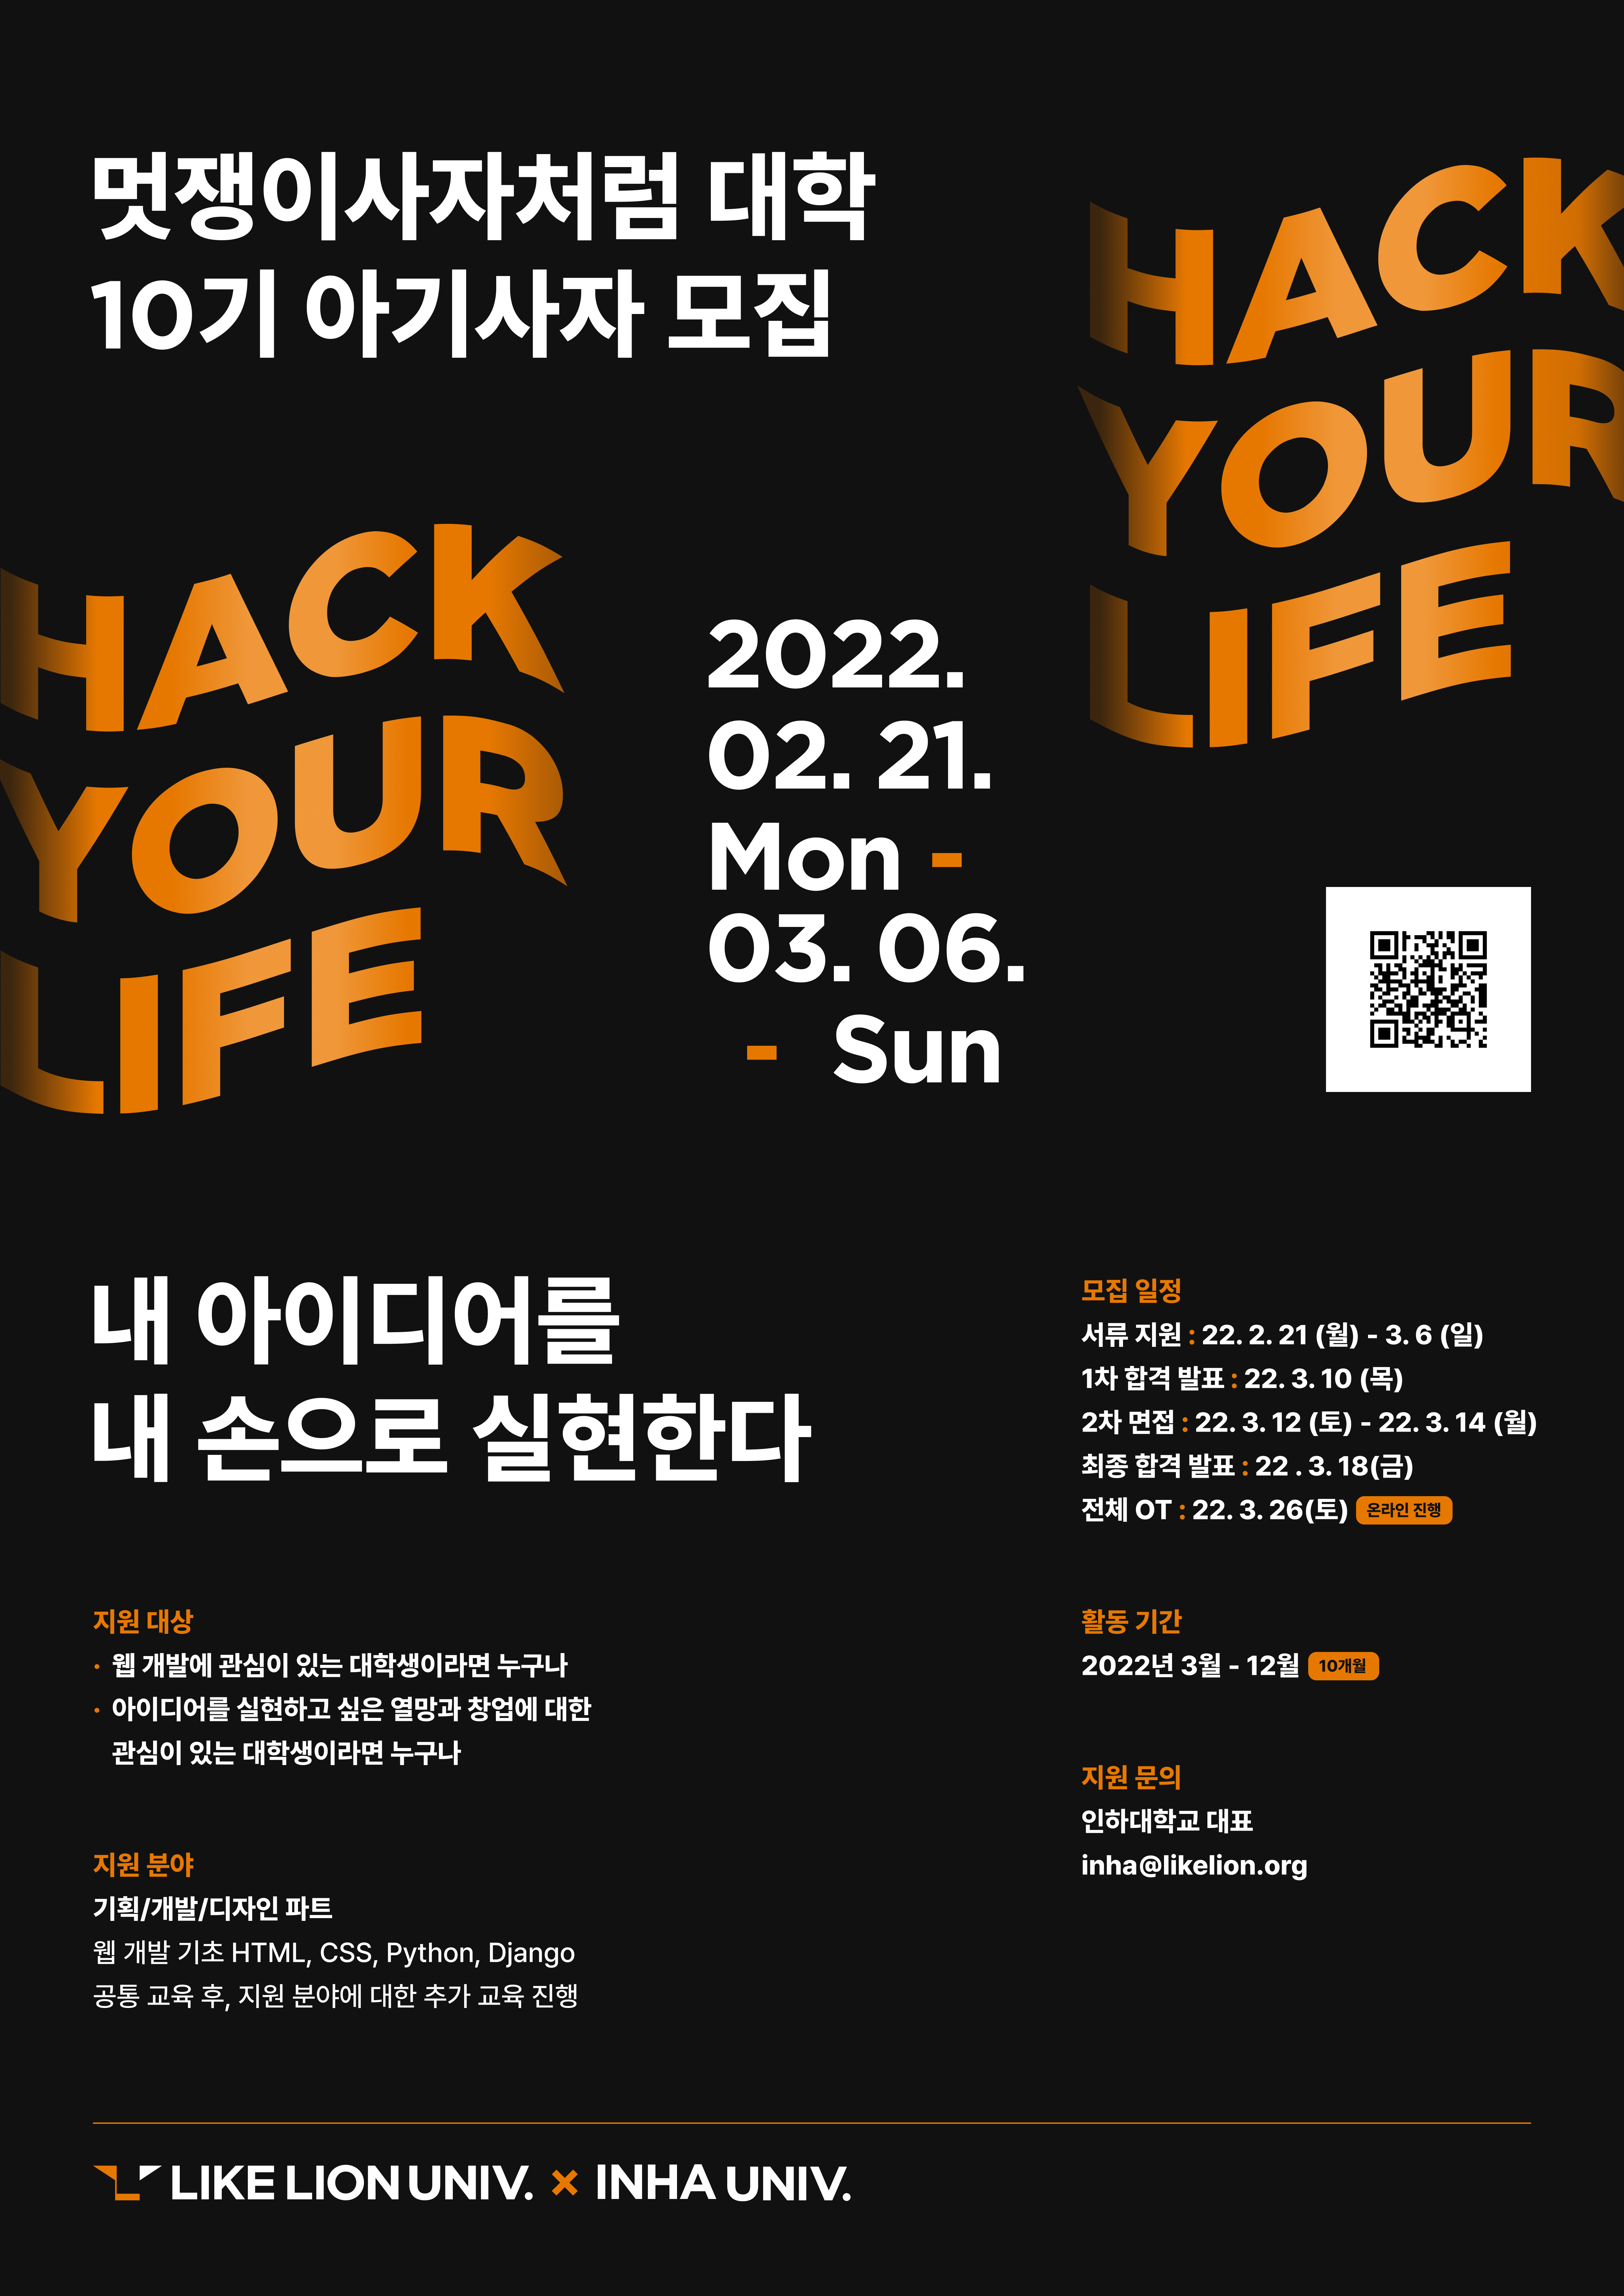 멋쟁이사자처럼 대학
10기 아기사자 모집
HACK
YOUR
LIFE
HACK
YOUR
LIFE
2022.
02. 21.
Mon -
03. 06.
- Sun
내 아이디어를
내 손으로 실현한다
지원 대상
· 웹 개발에 관심이 있는 대학생이라면 누구나
· 아이디어를 실현하고 싶은 열망과 창업에 대한
관심이 있는 대학생이라면 누구나
지원 분야
기획/개발/디자인 파트
웹 개발 기초 HTML, CSS, Python, Django
공통 교육 후, 지원 분야에 대한 추가 교육 진행
모집 일정
서류 지원 : 22. 2. 21 (월) - 3. 6 (일)
1차 합격 발표 : 22. 3. 10 (목)
2차 면접 : 22. 3. 12 (토) - 22. 3. 14 (월)
최종 합격 발표 : 22 . 3. 18(금)
전체 OT : 22. 3. 26(토) 온라인 진행
활동 기간
2022년 3월 - 12월 10개월
지원 문의
인하대학교 대표
inha@likelion.org
LIKE LION UNIV. × INHA UNIV.